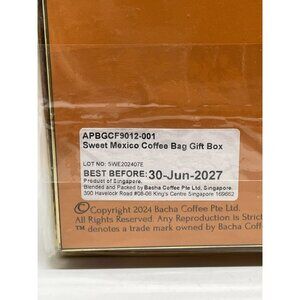 APBGCF9012-001
Sweet Mexico Coffee Bag Gift Box
LOT NO: 5WE202407E
BEST BEFORE: 30-Jun-2027
Product of Singapore.
Blended and Packed by Bacha Coffee Pte Ltd, Singapore.
390 Havelock Road #08-06 King's Centre Singapore 169662
©Copyright 2024 Bacha Coffee Pte Ltd.
All Rights Reserved. Any Reproduction is Strict
™ denotes a trade mark owned by Bacha Coff